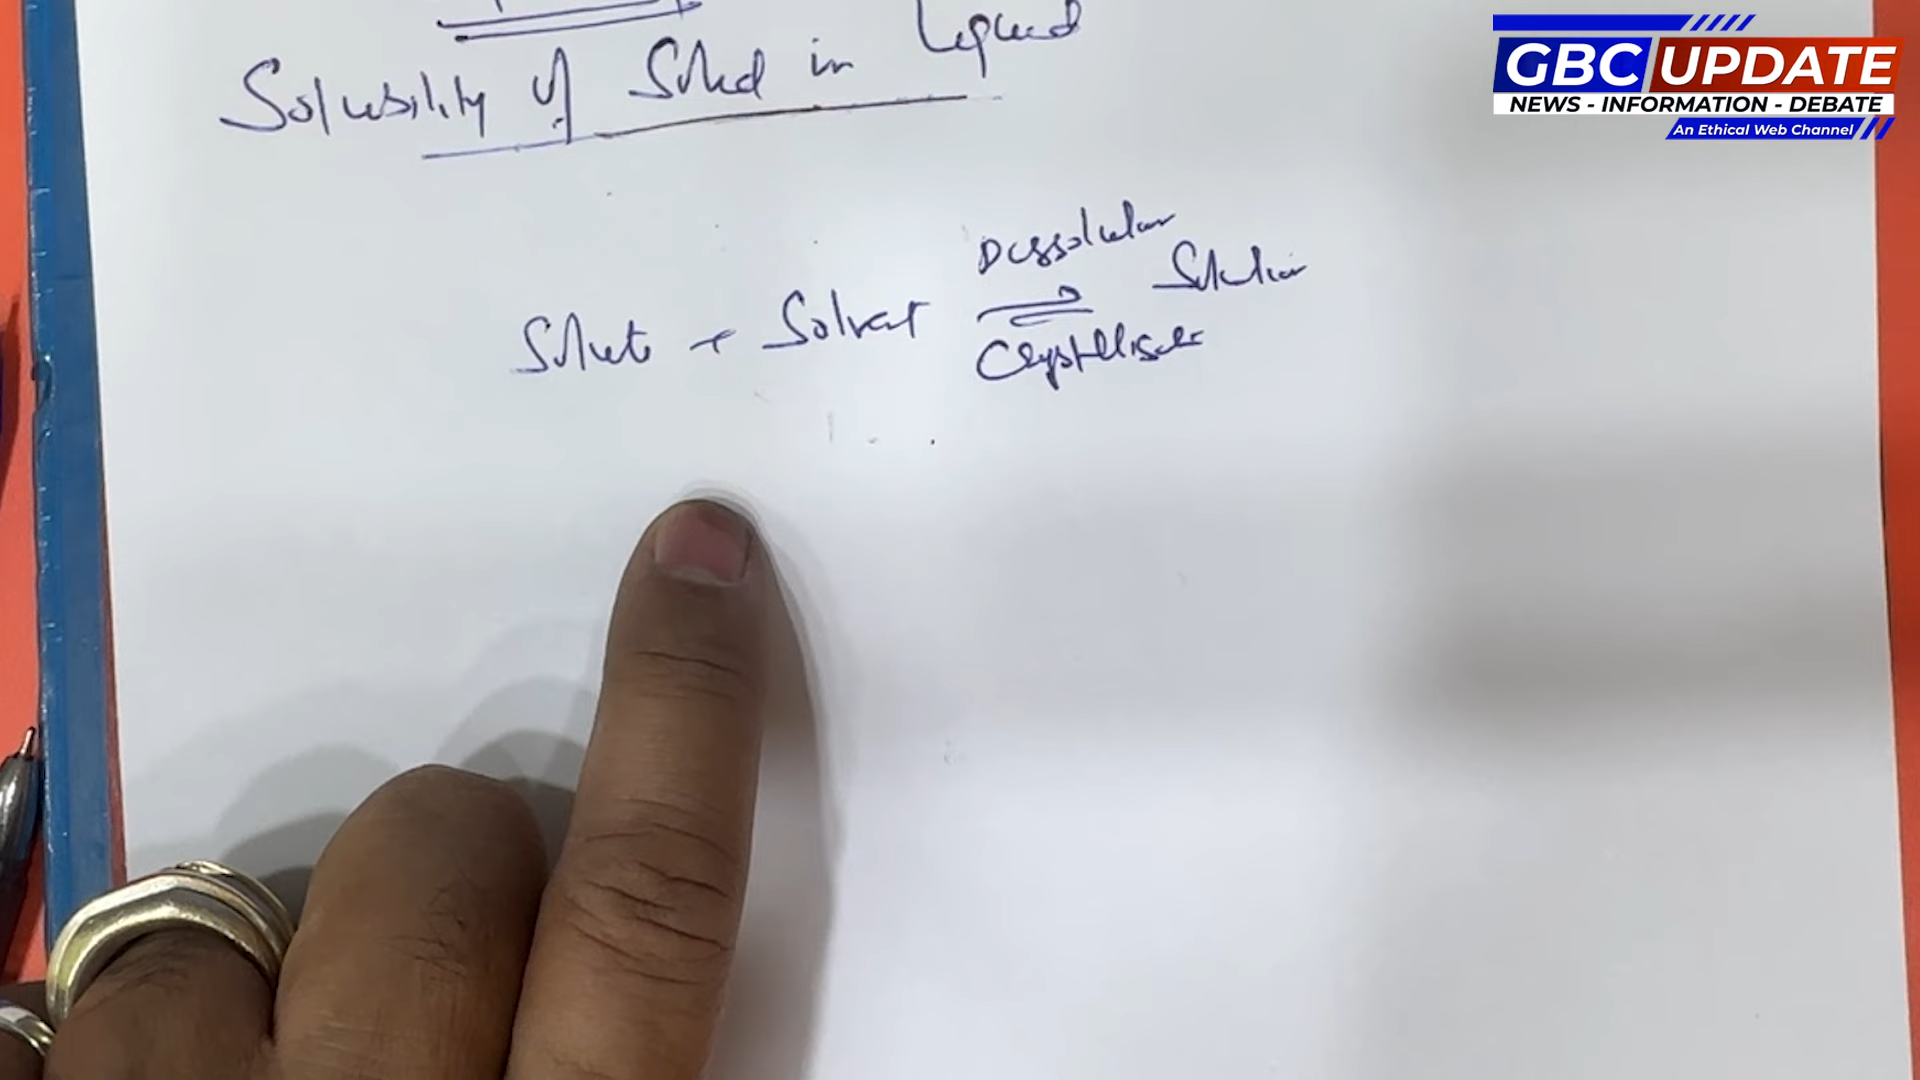 Solubility of Solid in Liquid
Dissolution
Solute + Solvent ⇌ Solution
Crystallisation
GBC UPDATE
NEWS - INFORMATION - DEBATE
An Ethical Web Channel